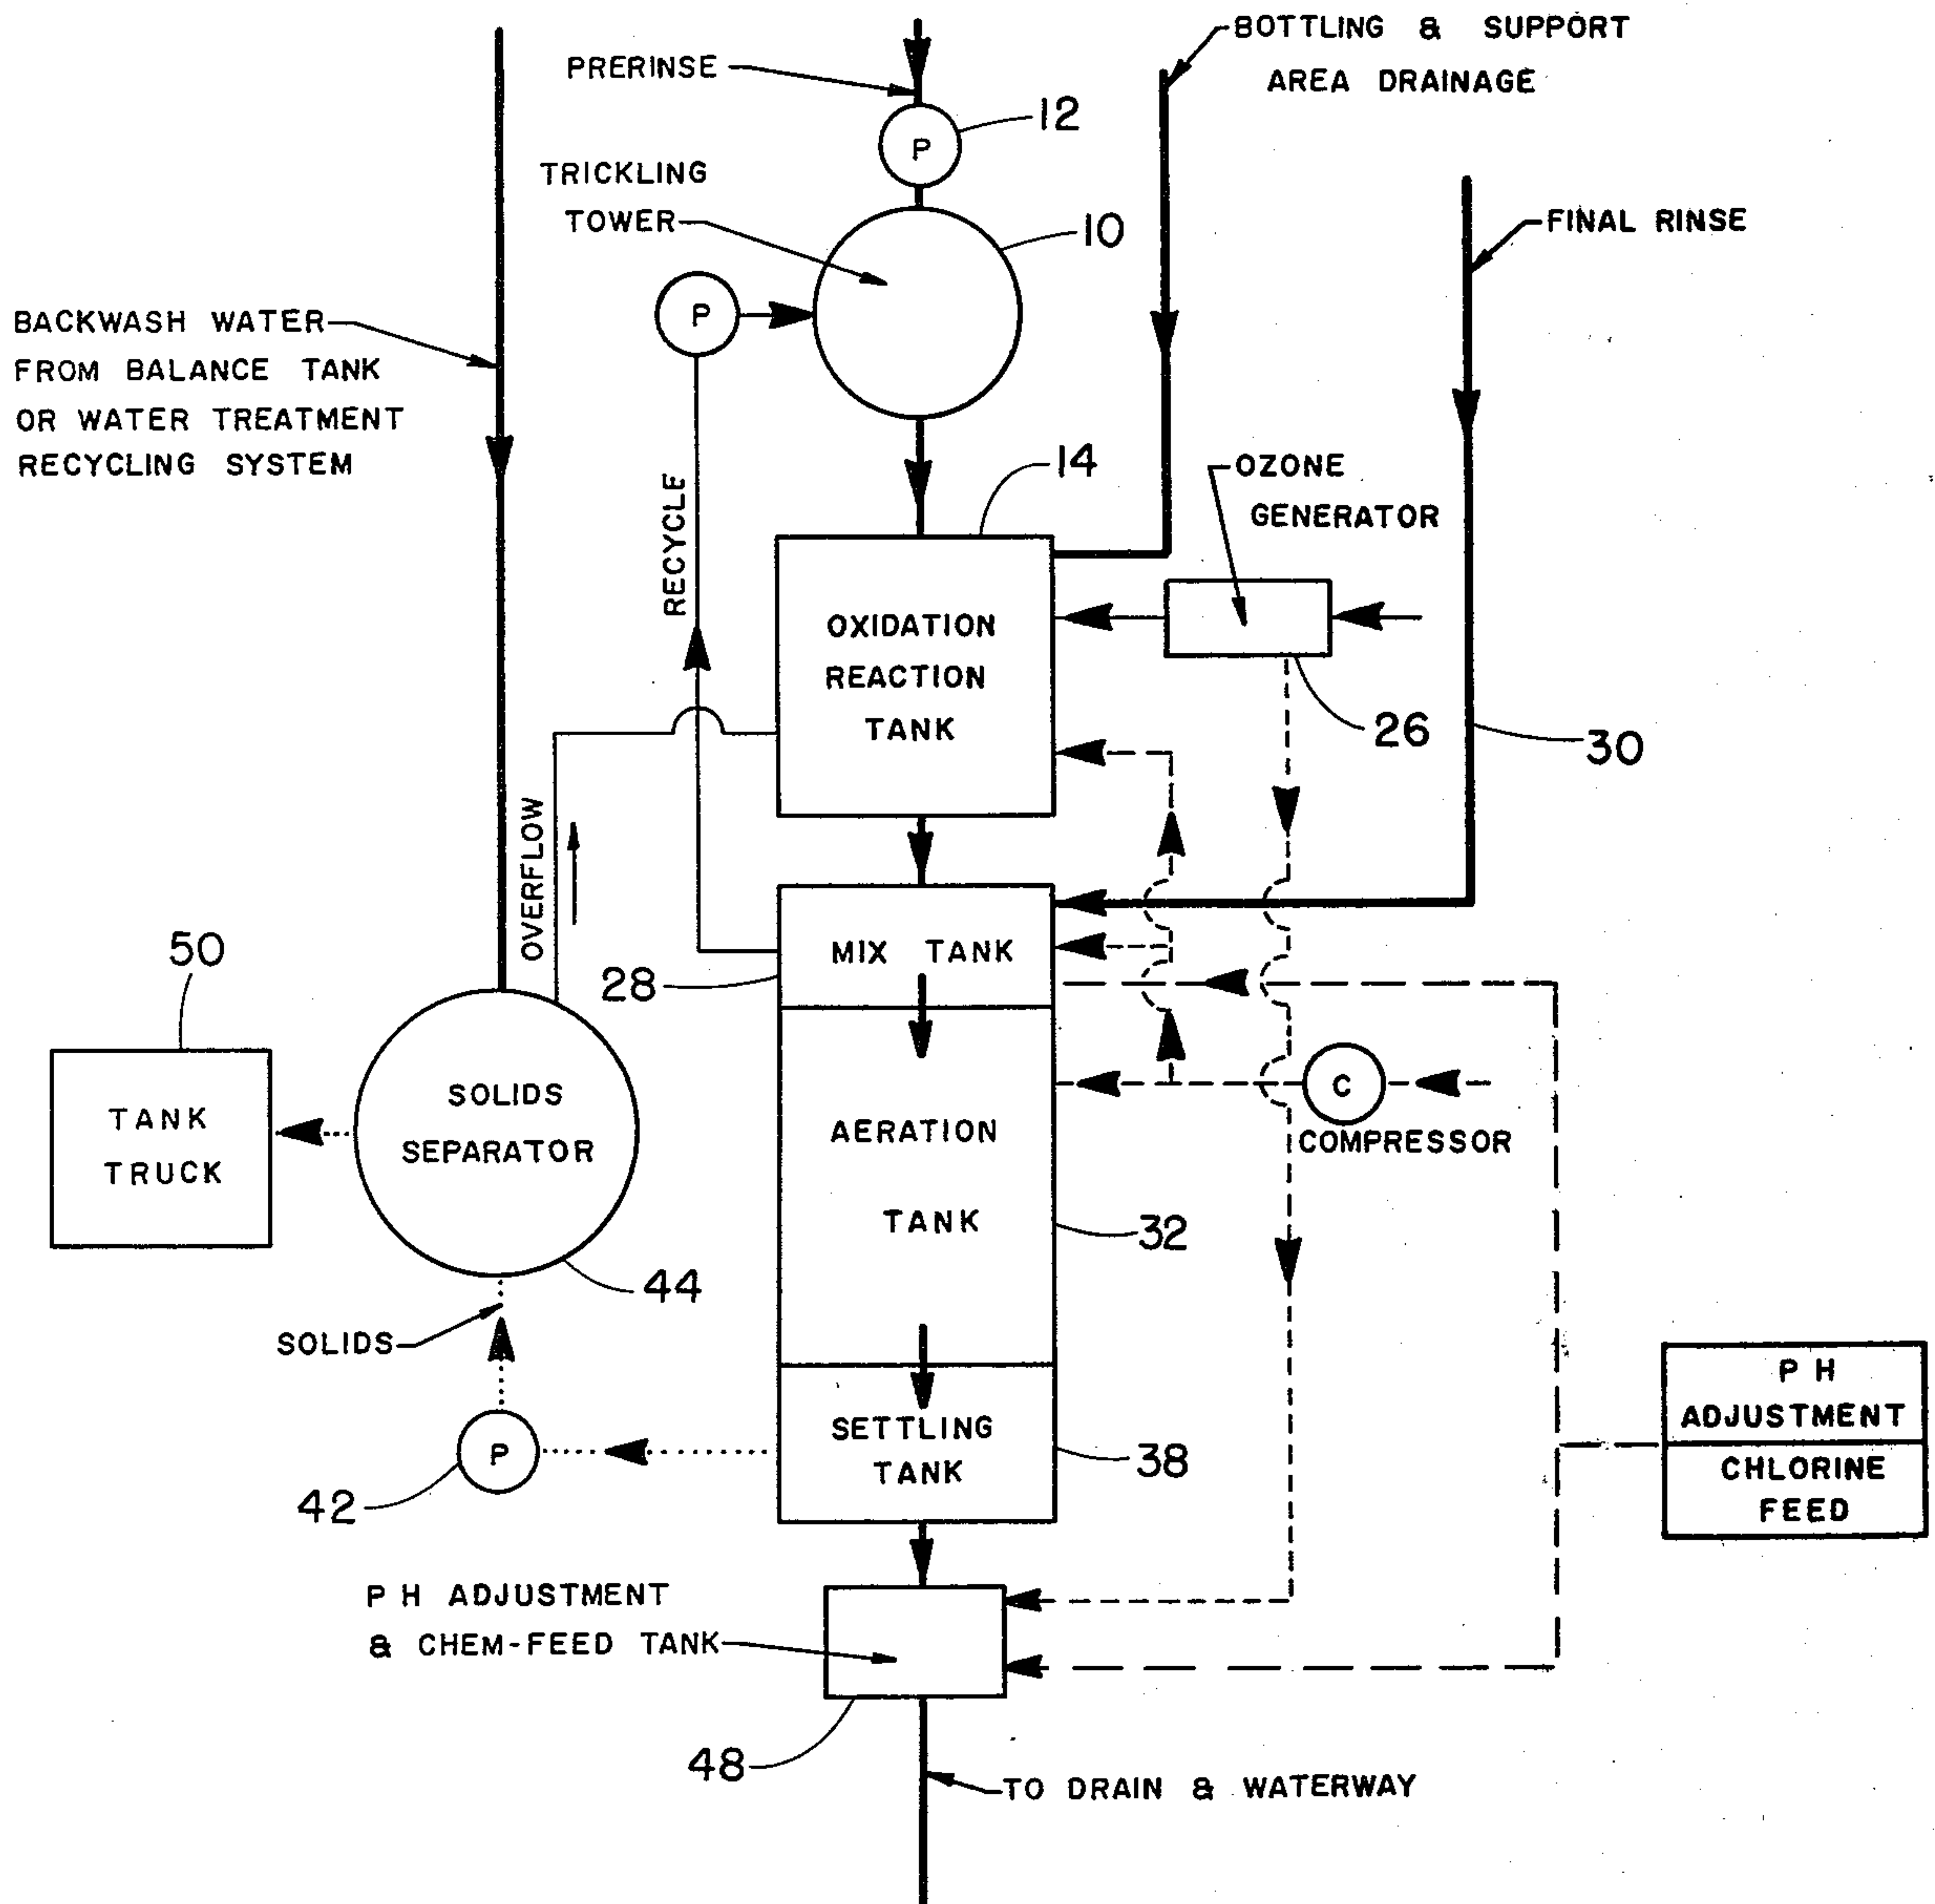 BOTTLING & SUPPORT
AREA DRAINAGE
PRERINSE
12
P
TRICKLING
TOWER
10
FINAL RINSE
P
BACKWASH WATER
FROM BALANCE TANK
OR WATER TREATMENT
RECYCLING SYSTEM
14
OZONE
GENERATOR
RECYCLE
OXIDATION
REACTION
TANK
26
30
OVERFLOW
MIX TANK
28
50
TANK
TRUCK
SOLIDS
SEPARATOR
44
AERATION
TANK
32
C
COMPRESSOR
SOLIDS
P
42
SETTLING
TANK
38
P H
ADJUSTMENT
CHLORINE
FEED
P H ADJUSTMENT
& CHEM-FEED TANK
48
TO DRAIN & WATERWAY